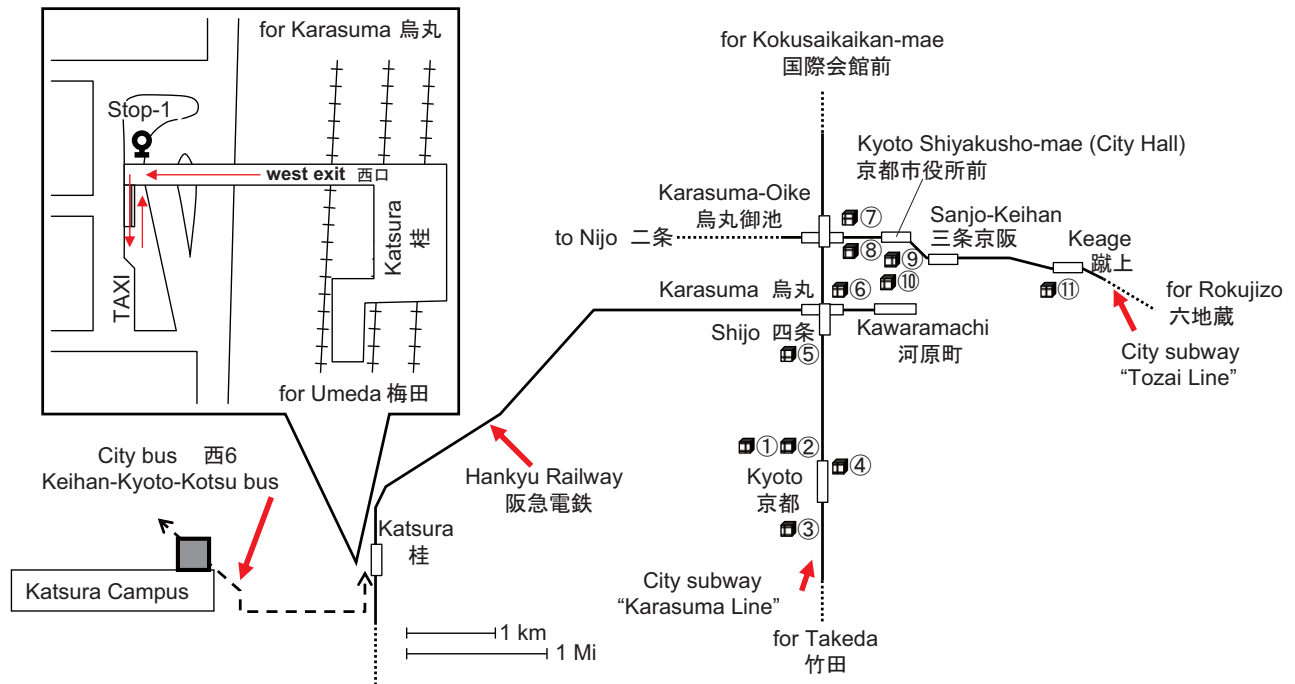 for Karasuma 烏丸
Stop-1
west exit 西口
Katsura
桂
TAXI
for Umeda 梅田
City bus 西6
Keihan-Kyoto-Kotsu bus
Katsura Campus
Katsura
桂
Hankyu Railway
阪急電鉄
1 km
1 Mi
for Kokusaikaikan-mae
国際会館前
Kyoto Shiyakusho-mae (City Hall)
京都市役所前
Karasuma-Oike
烏丸御池
⑦
to Nijo 二条
⑧
⑨
⑩
Sanjo-Keihan
三条京阪
Keage
蹴上
⑪
for Rokujizo
六地蔵
City subway
“Tozai Line”
Karasuma 烏丸
⑥
Shijo 四条
Kawaramachi
河原町
⑤
① ②
④
Kyoto
京都
③
City subway
“Karasuma Line”
for Takeda
竹田